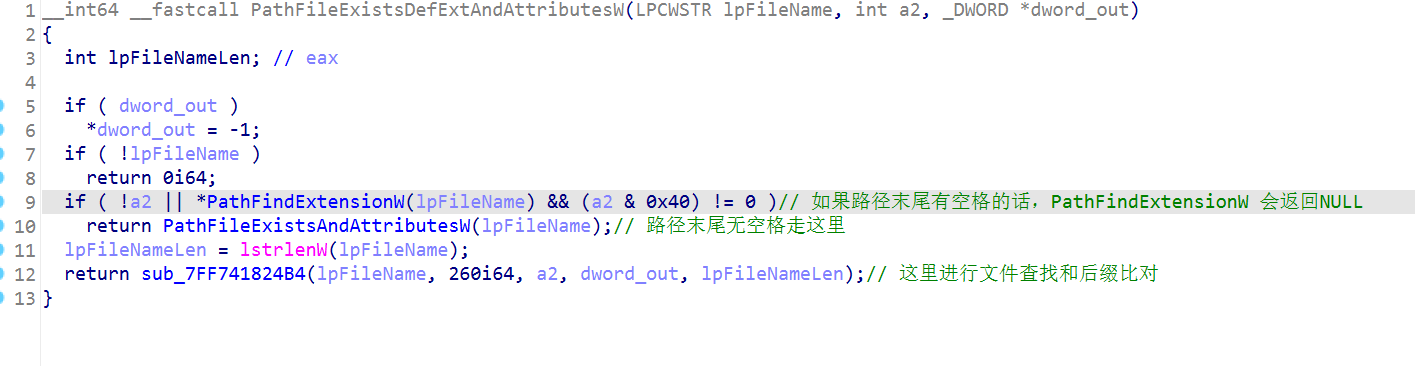 1 __int64 __fastcall PathFileExistsDefExtAndAttributesW(LPCWSTR lpFileName, int a2, _DWORD *dword_out)
2 {
3 int lpFileNameLen; // eax
4
5 if ( dword_out )
6 *dword_out = -1;
7 if ( !lpFileName )
8 return 0i64;
9 if ( !a2 || *PathFindExtensionW(lpFileName) && (a2 & 0x40) != 0 )// 如果路径末尾有空格的话，PathFindExtensionW 会返回NULL
10 return PathFileExistsAndAttributesW(lpFileName);// 路径末尾无空格走这里
11 lpFileNameLen = lstrlenW(lpFileName);
12 return sub_7FF741824B4(lpFileName, 260i64, a2, dword_out, lpFileNameLen);// 这里进行文件查找和后缀比对
13 }